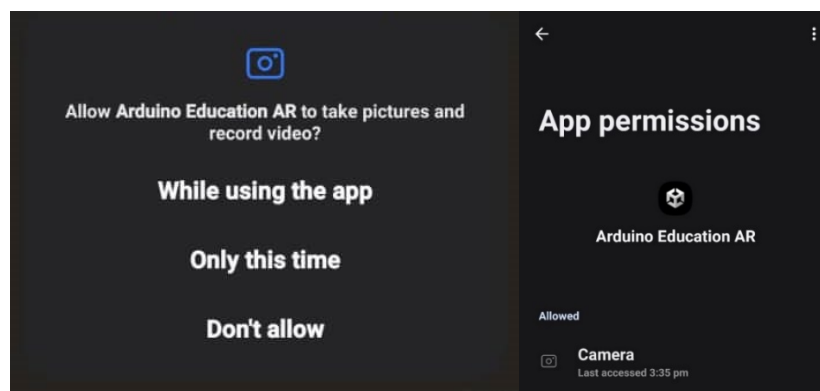 Allow Arduino Education AR to take pictures and
record video?
While using the app
Only this time
Don't allow
App permissions
Arduino Education AR
Allowed
Camera
Last accessed 3:35 pm